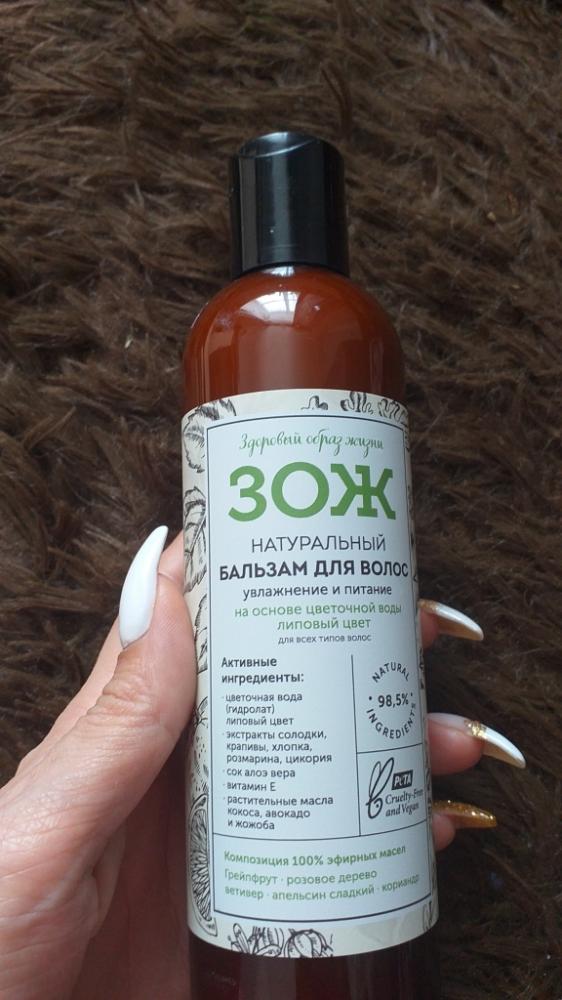 Здоровый образ жизни
ЗОЖ
НАТУРАЛЬНЫЙ
БАЛЬЗАМ ДЛЯ ВОЛОС
увлажнение и питание
на основе цветочной воды
липовый цвет
для всех типов волос
Активные
ингредиенты:
· цветочная вода
(гидролат)
липовый цвет
· экстракты солодки,
крапивы, хлопка,
розмарина, цикория
· сок алоэ вера
· витамин Е
· растительные масла
кокоса, авокадо
и жожоба
NATURAL
· 98,5% ·
INGREDIENTS
PETA
Cruelty-Free
and Vegan
Композиция 100% эфирных масел
Грейпфрут · розовое дерево
ветивер · апельсин сладкий · кориандр